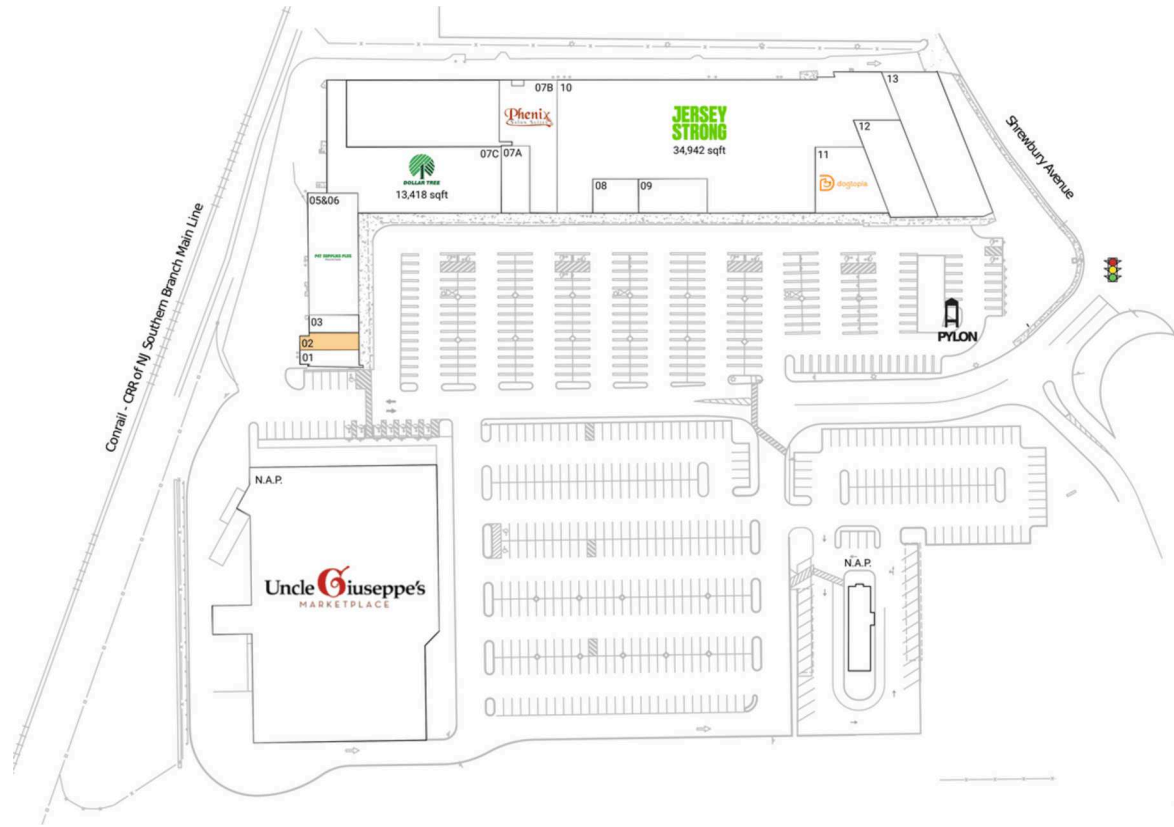 13
07B
10
Phenix
JERSEY
STRONG
34,942 sqft
12
Shrewbury Avenue
07C
07A
11
DOLLAR TREE
13,418 sqft
dogtopia
08
09
05&06
PET SUPPLIES PLUS
Conrail - CRR of NJ Southern Branch Main Line
03
02
01
PYLON
N.A.P.
N.A.P.
Uncle Giuseppe's
MARKETPLACE